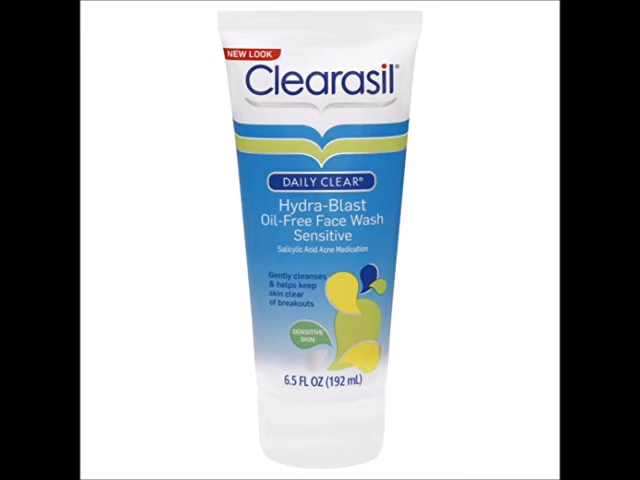 NEW LOOK
Clearasil®
DAILY CLEAR®
Hydra-Blast
Oil-Free Face Wash
Sensitive
Salicylic Acid Acne Medication
Gently cleanses
& helps keep
skin clear
of breakouts
SENSITIVE
SKIN
6.5 FL OZ (192 mL)